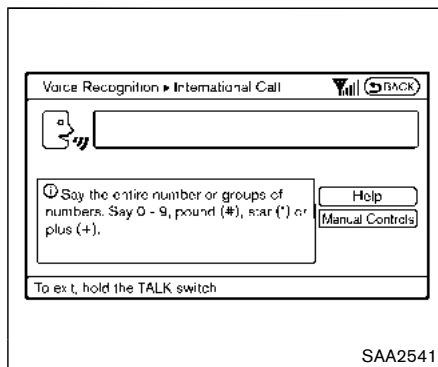 Voice Recognition ▸ International Call
BACK
Say the entire number or groups of
numbers. Say 0 - 9, pound (#), star (*) or
plus (+).
Help
Manual Controls
To exit, hold the TALK switch
SAA2541